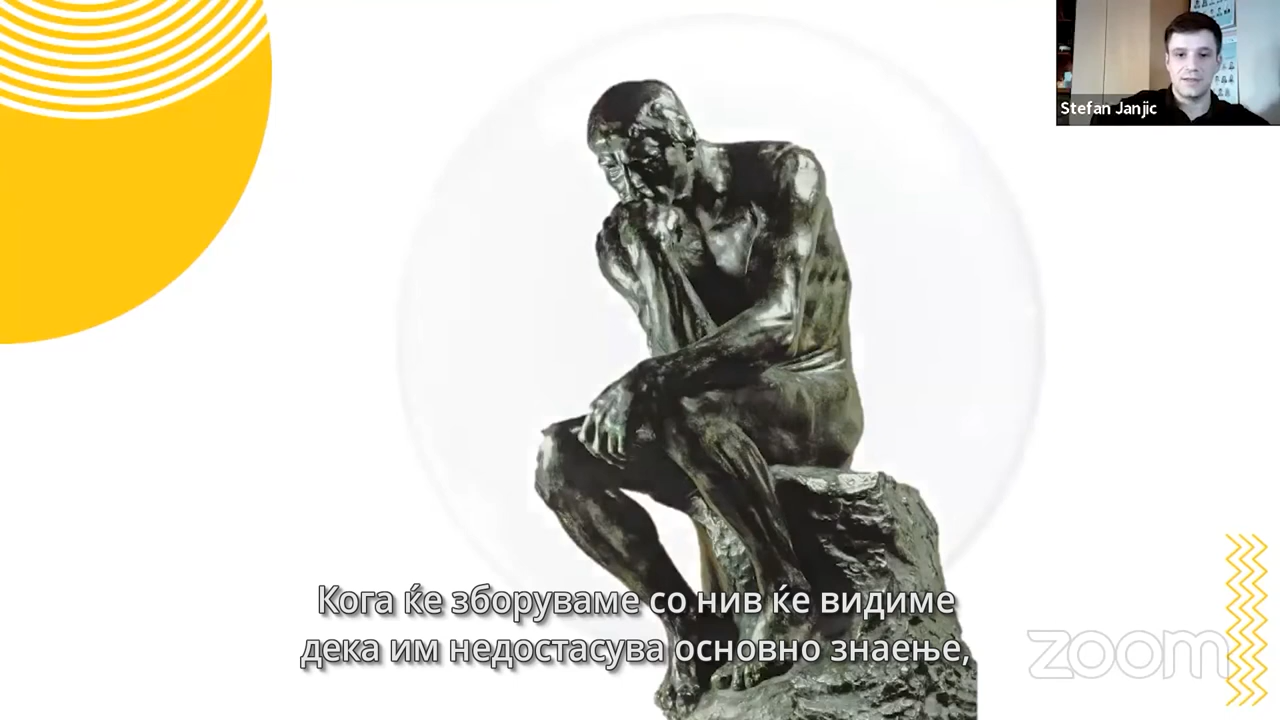 Stefan Janjic
Кога ќе зборуваме со нив ќе видиме
дека им недостасува основно знаење,
zoom